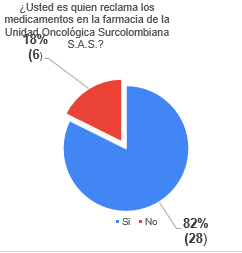 ¿Usted es quien reclama los
medicamentos en la farmacia de la
Unidad Oncológica Surcolombiana
S.A.S.?
18%
(6)
Si No
82%
(28)